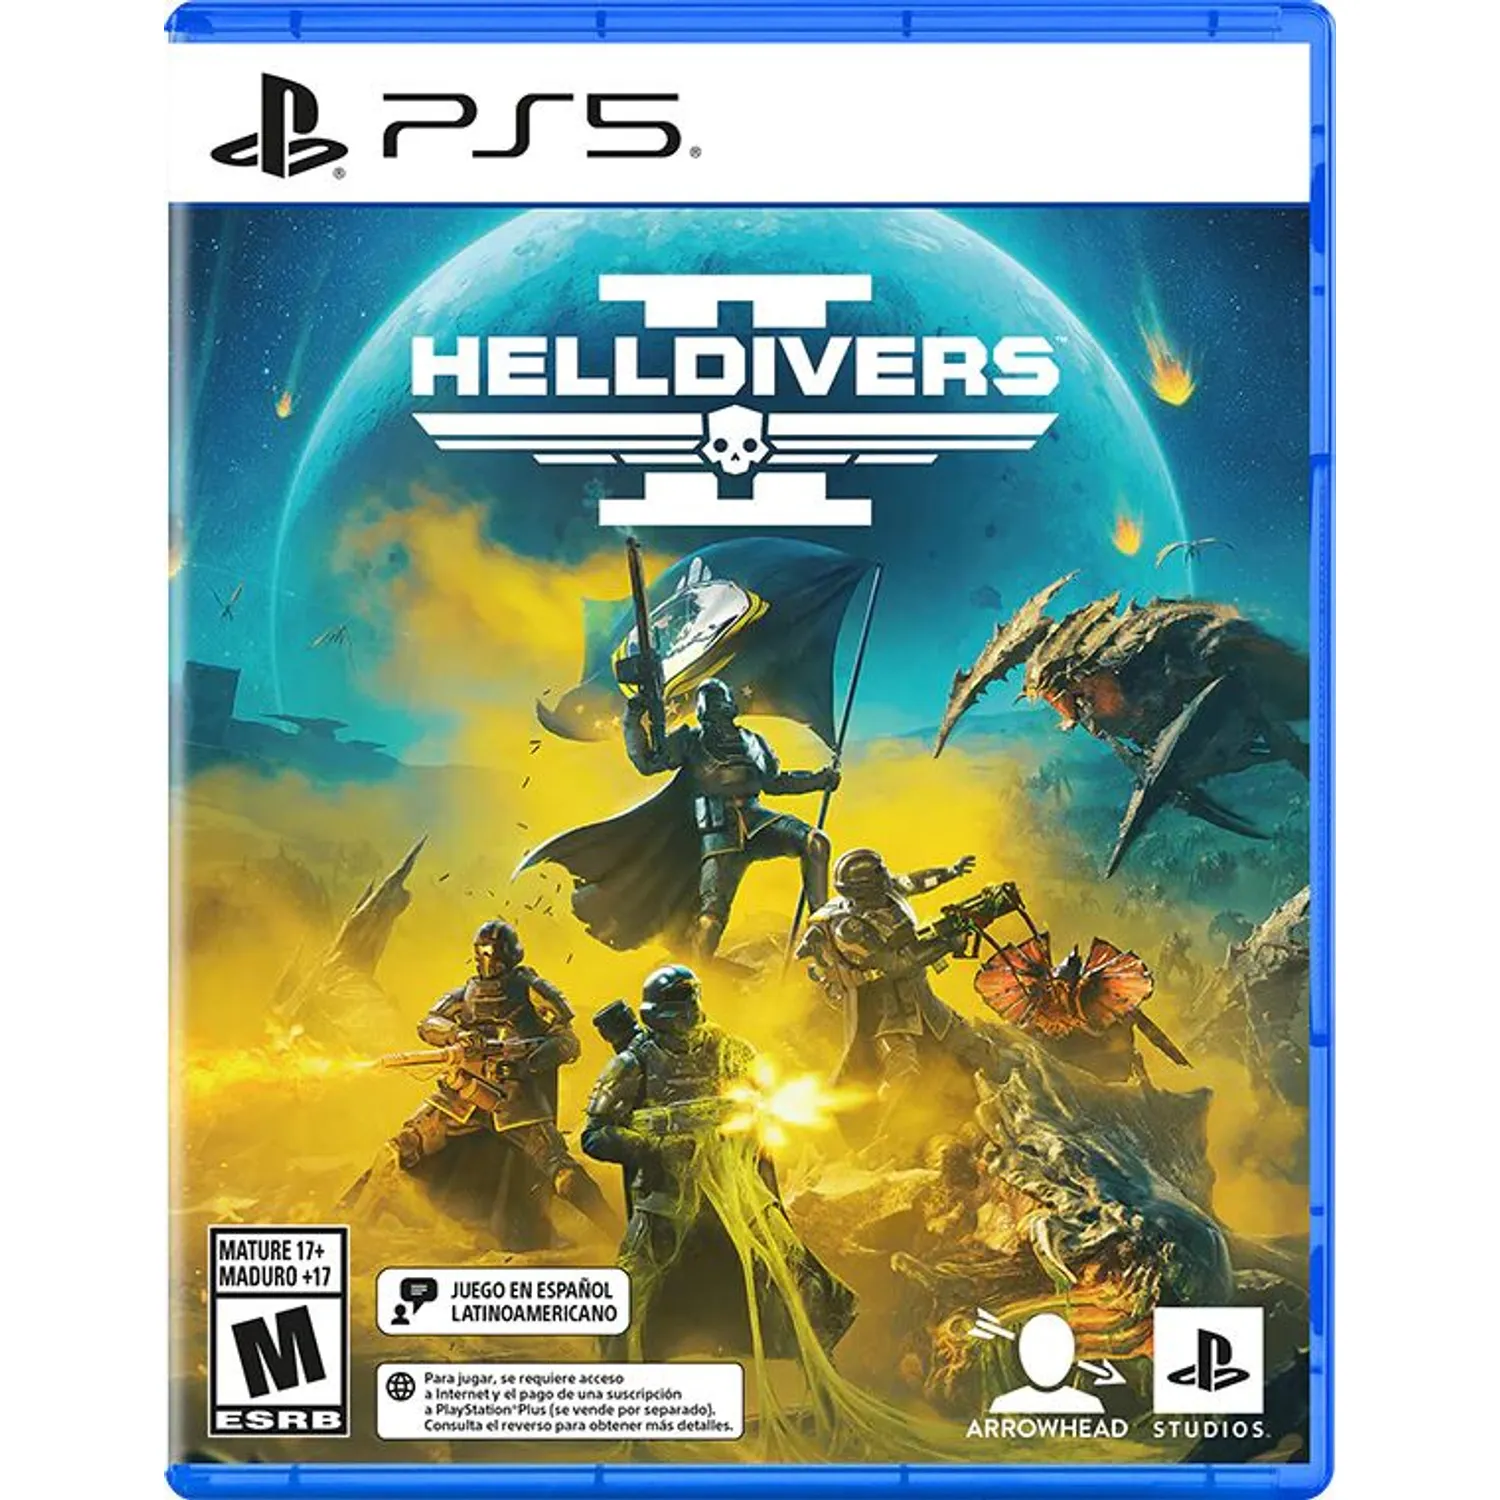 PS5®
II
HELLDIVERS™
MATURE 17+
MADURO +17
M
ESRB
JUEGO EN ESPAÑOL
LATINOAMERICANO
Para jugar, se requiere acceso
a Internet y el pago de una suscripción
a PlayStation®Plus (se vende por separado).
Consulta el reverso para obtener más detalles.
ARROWHEAD
STUDIOS